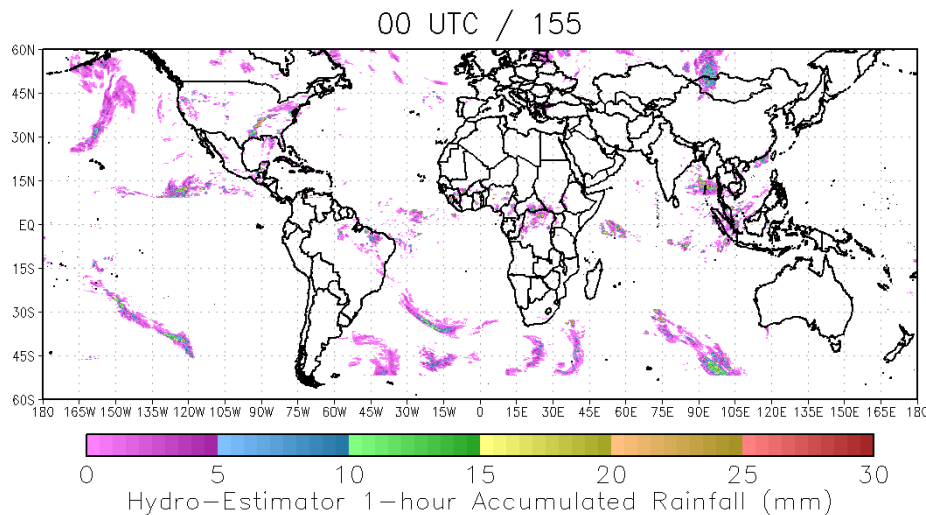 00 UTC / 155
60N
45N
30N
15N
EQ
15S
30S
45S
60S
180 165W 150W 135W 120W 105W 90W 75W 60W 45W 30W 15W 0 15E 30E 45E 60E 75E 90E 105E 120E 135E 150E 165E 180
0 5 10 15 20 25 30
Hydro-Estimator 1-hour Accumulated Rainfall (mm)